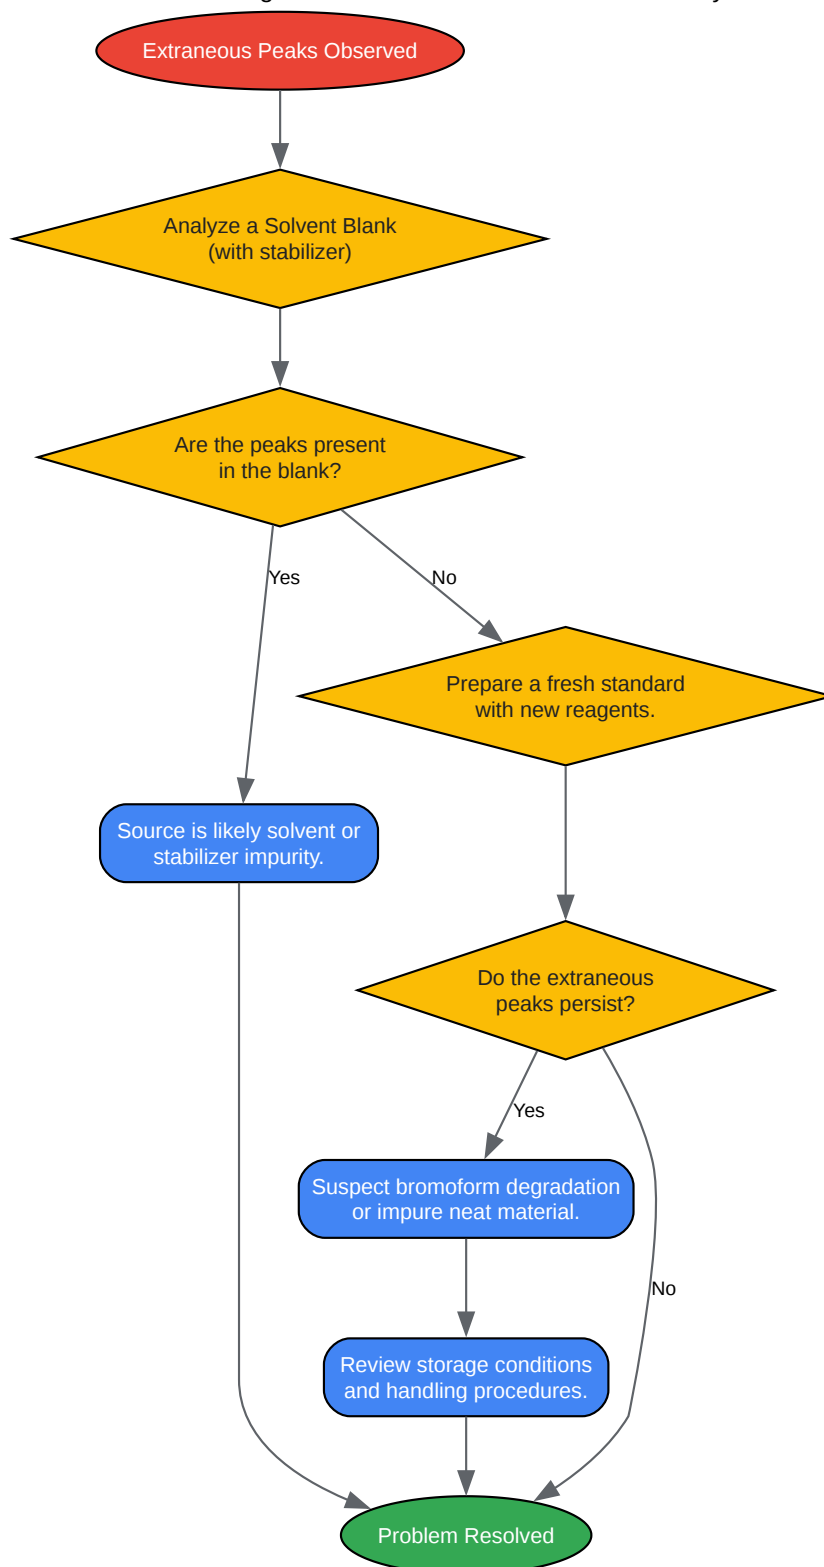 Extraneous Peaks Observed
Analyze a Solvent Blank
(with stabilizer)
Are the peaks present
in the blank?
Yes
No
Prepare a fresh standard
with new reagents.
Source is likely solvent or
stabilizer impurity.
Do the extraneous
peaks persist?
Yes
Suspect bromoform degradation
or impure neat material.
No
Review storage conditions
and handling procedures.
Problem Resolved